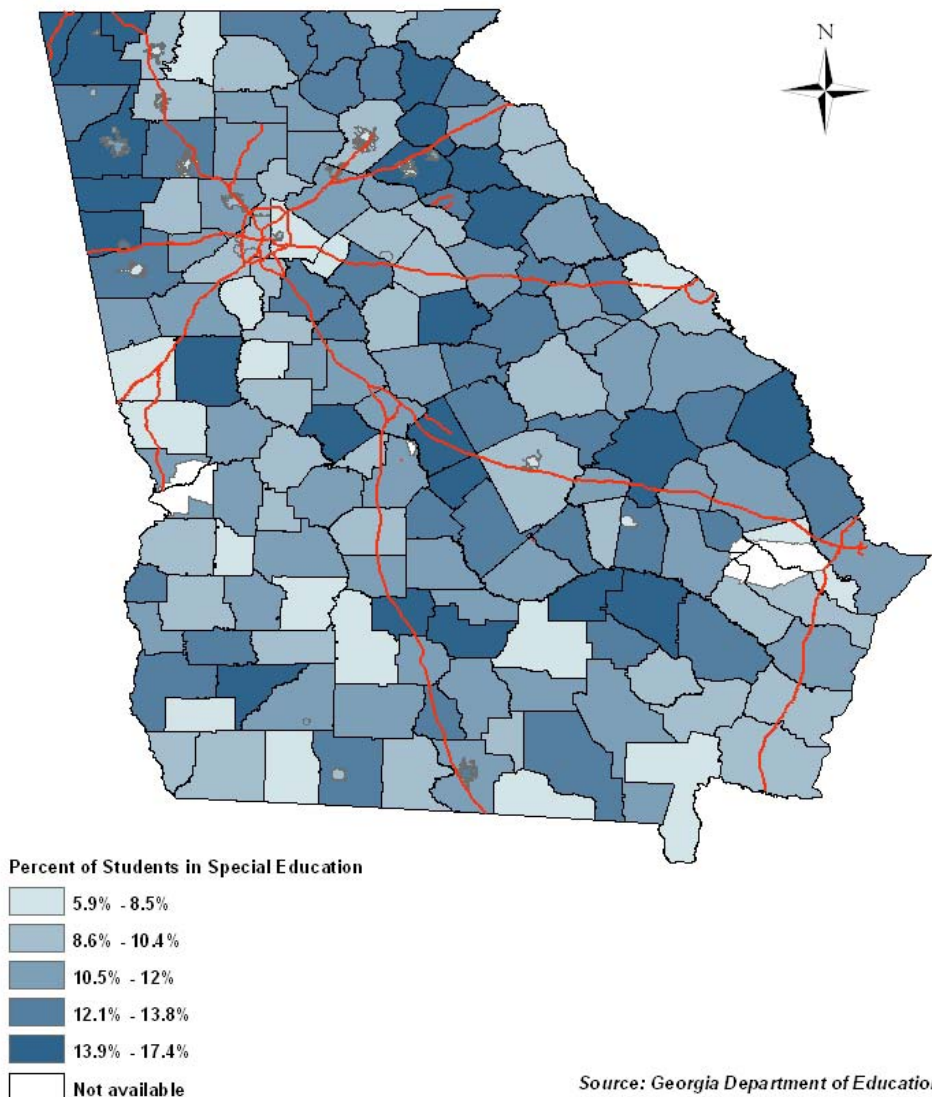 N
Percent of Students in Special Education
5.9% - 8.5%
8.6% - 10.4%
10.5% - 12%
12.1% - 13.8%
13.9% - 17.4%
Not available
Source: Georgia Department of Education